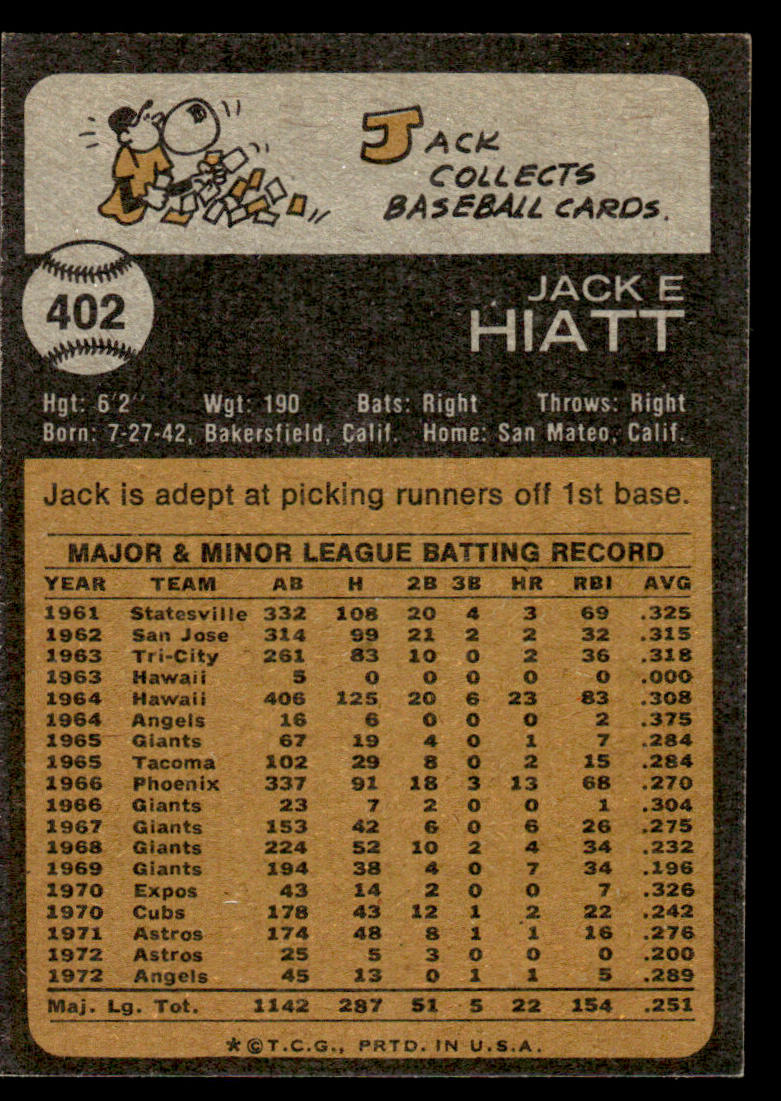 JACK
COLLECTS
BASEBALL CARDS.
402
JACK E
HIATT
Hgt: 6'2" Wgt: 190 Bats: Right Throws: Right
Born: 7-27-42, Bakersfield, Calif. Home: San Mateo, Calif.
Jack is adept at picking runners off 1st base.
MAJOR & MINOR LEAGUE BATTING RECORD
YEAR TEAM AB H 2B 3B HR RBI AVG
1961 Statesville 332 108 20 4 3 69 .325
1962 San Jose 314 99 21 2 2 32 .315
1963 Tri-City 261 83 10 0 2 36 .318
1963 Hawaii 5 0 0 0 0 0 .000
1964 Hawaii 406 125 20 6 23 83 .308
1964 Angels 16 6 0 0 0 2 .375
1965 Giants 67 19 4 0 1 7 .284
1965 Tacoma 102 29 8 0 2 15 .284
1966 Phoenix 337 91 18 3 13 68 .270
1966 Giants 23 7 2 0 0 1 .304
1967 Giants 153 42 6 0 6 26 .275
1968 Giants 224 52 10 2 4 34 .232
1969 Giants 194 38 4 0 7 34 .196
1970 Expos 43 14 2 0 0 7 .326
1970 Cubs 178 43 12 1 2 22 .242
1971 Astros 174 48 8 1 1 16 .276
1972 Astros 25 5 3 0 0 0 .200
1972 Angels 45 13 0 1 1 5 .289
Maj. Lg. Tot. 1142 287 51 5 22 154 .251
*©T.C.G., PRTD. IN U.S.A.